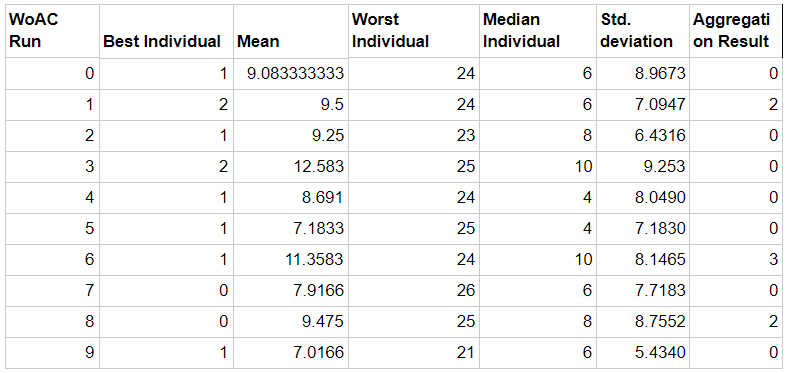 WoAC Run Best Individual Mean Worst Individual Median Individual Std. deviation Aggregati on Result
0 1 9.083333333 24 6 8.9673 0
1 2 9.5 24 6 7.0947 2
2 1 9.25 23 8 6.4316 0
3 2 12.583 25 10 9.253 0
4 1 8.691 24 4 8.0490 0
5 1 7.1833 25 4 7.1830 0
6 1 11.3583 24 10 8.1465 3
7 0 7.9166 26 6 7.7183 0
8 0 9.475 25 8 8.7552 2
9 1 7.0166 21 6 5.4340 0